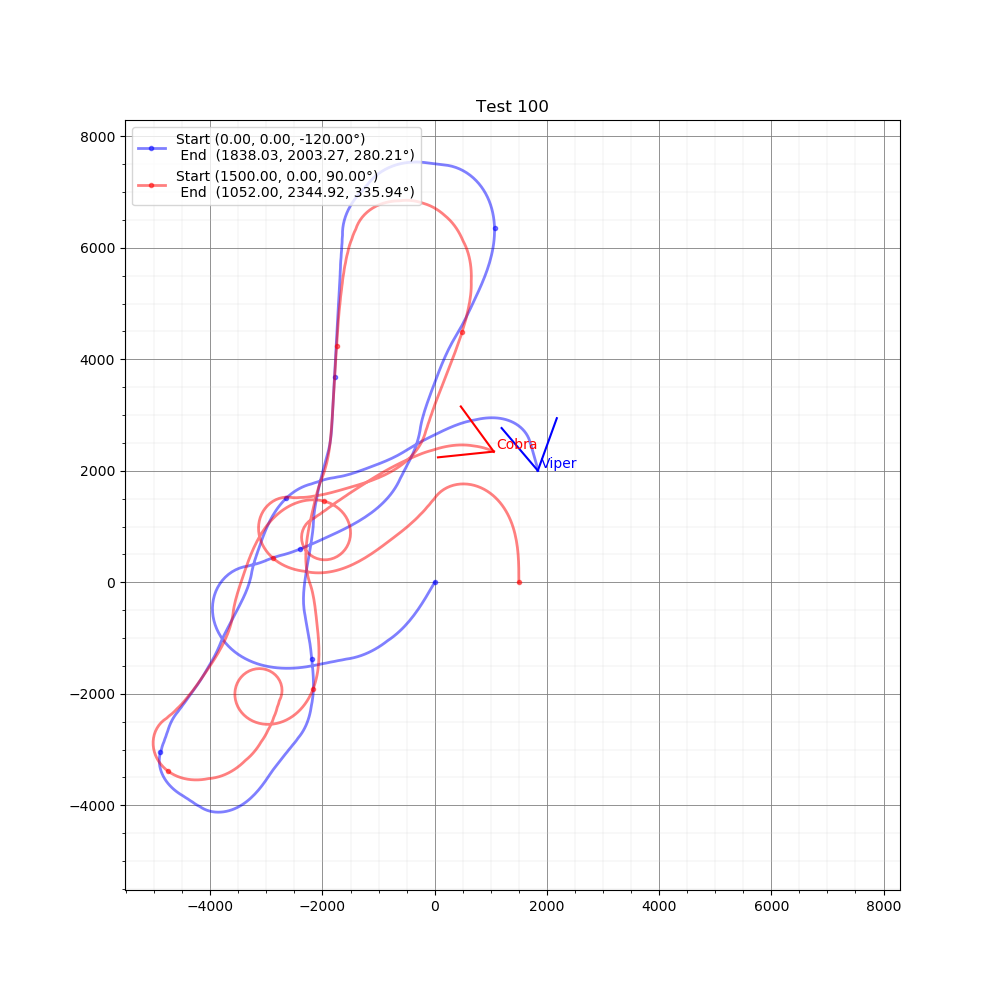 Test 100
Start (0.00, 0.00, -120.00°)
End (1838.03, 2003.27, 280.21°)
Start (1500.00, 0.00, 90.00°)
End (1052.00, 2344.92, 335.94°)
8000
6000
4000
2000
0
−2000
−4000
Cobra
Viper
−4000 −2000 0 2000 4000 6000 8000